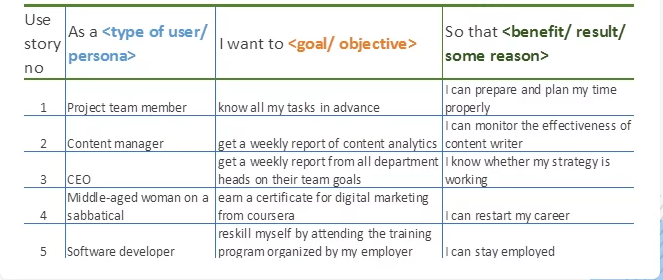 Use
story
no
As a <type of user/
persona>
I want to <goal/ objective>
So that <benefit/ result/
some reason>
1
Project team member
know all my tasks in advance
I can prepare and plan my time
properly
2
Content manager
get a weekly report of content analytics
I can monitor the effectiveness of
content writer
3
CEO
get a weekly report from all department
heads on their team goals
I know whether my strategy is
working
4
Middle-aged woman on a
sabbatical
earn a certificate for digital marketing
from coursera
I can restart my career
5
Software developer
reskill myself by attending the training
program organized by my employer
I can stay employed